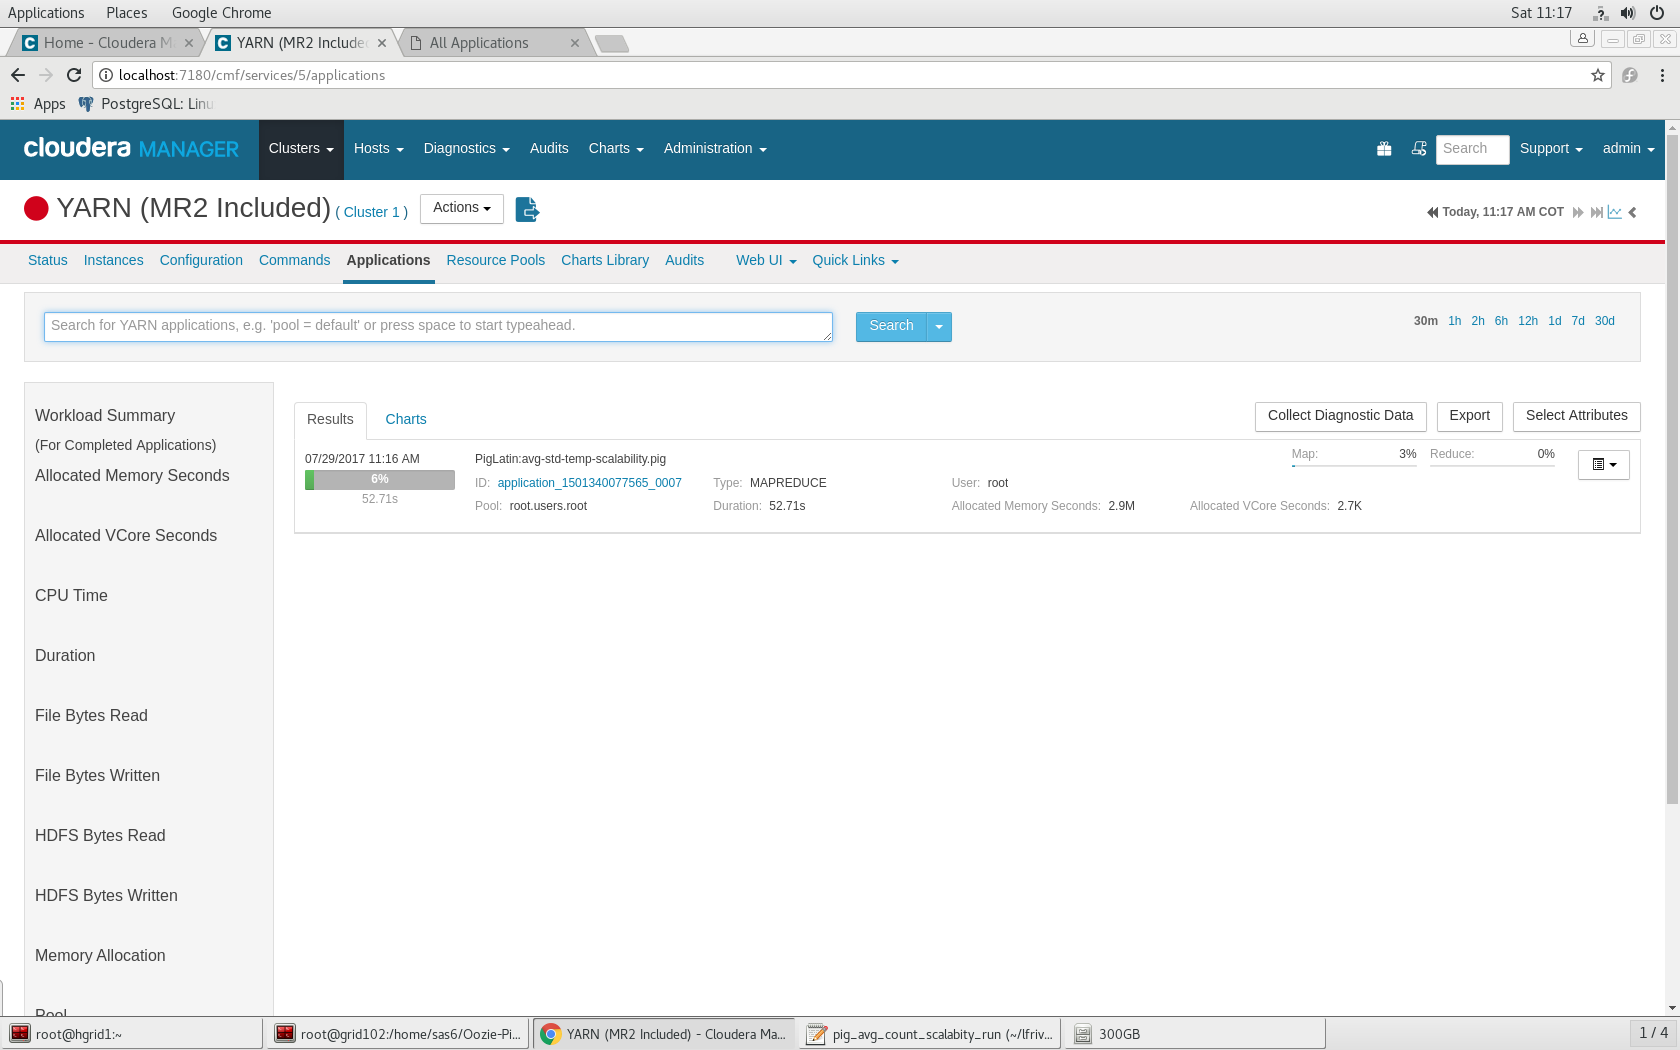 Applications Places Google Chrome Sat 11:17
Home - Cloudera M YARN (MR2 Include All Applications
localhost:7180/cmf/services/5/applications
Apps PostgreSQL: Linu
cloudera MANAGER Clusters Hosts Diagnostics Audits Charts Administration Search Support admin
YARN (MR2 Included) ( Cluster 1 ) Actions Today, 11:17 AM COT
Status Instances Configuration Commands Applications Resource Pools Charts Library Audits Web UI Quick Links
Search for YARN applications, e.g. 'pool = default' or press space to start typeahead. Search 30m 1h 2h 6h 12h 1d 7d 30d
Workload Summary
(For Completed Applications)
Allocated Memory Seconds
Allocated VCore Seconds
CPU Time
Duration
File Bytes Read
File Bytes Written
HDFS Bytes Read
HDFS Bytes Written
Memory Allocation
Pool
Results Charts Collect Diagnostic Data Export Select Attributes
07/29/2017 11:16 AM PigLatin:avg-std-temp-scalability.pig Map: 3% Reduce: 0%
6% ID: application_1501340077565_0007 Type: MAPREDUCE User: root
52.71s Pool: root.users.root Duration: 52.71s Allocated Memory Seconds: 2.9M Allocated VCore Seconds: 2.7K
root@hgrid1:~ root@grid102:/home/sas6/Oozie-Pi... YARN (MR2 Included) - Cloudera Ma... pig_avg_count_scalabity_run (~/lfriv... 300GB 1 / 4